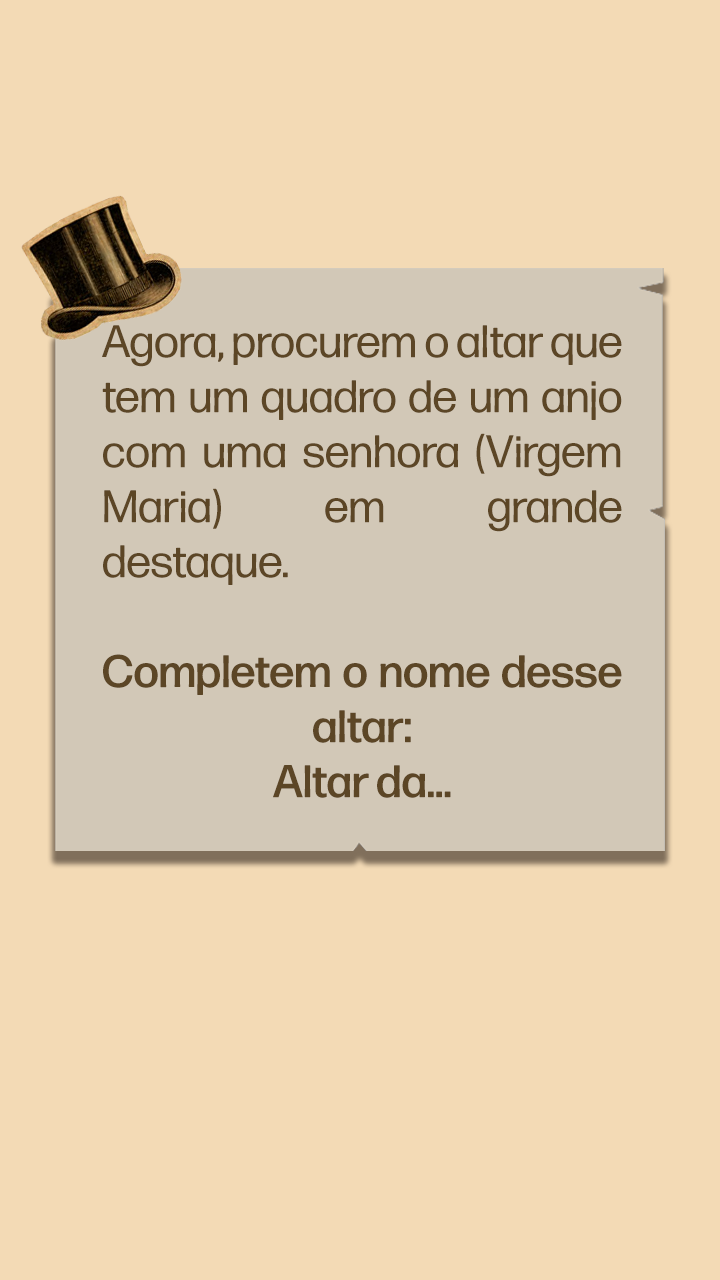 Agora, procurem o altar que
tem um quadro de um anjo
com uma senhora (Virgem
Maria) em grande
destaque.
Completem o nome desse
altar:
Altar da...